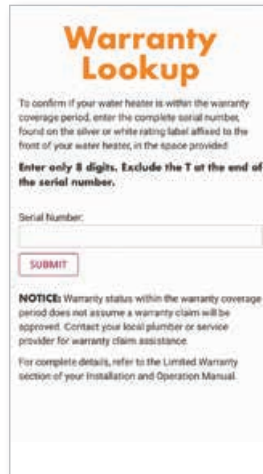 Warranty
Lookup
To confirm if your water heater is within the warranty
coverage period, enter the complete serial number,
found on the silver or white rating label affixed to the
front of your water heater, in the space provided
Enter only 8 digits. Exclude the T at the end of
the serial number.
Serial Number:
SUBMIT
NOTICE: Warranty status within the warranty coverage
period does not assume a warranty claim will be
approved. Contact your local plumber or service
provider for warranty claim assistance.
For complete details, refer to the Limited Warranty
section of your Installation and Operation Manual.